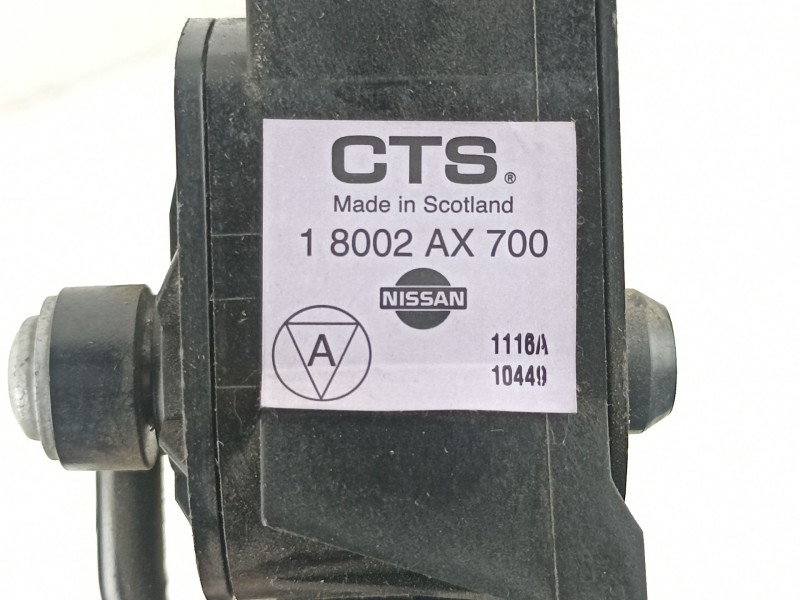 CTS®
Made in Scotland
1 8002 AX 700
NISSAN
A
1116A
10449